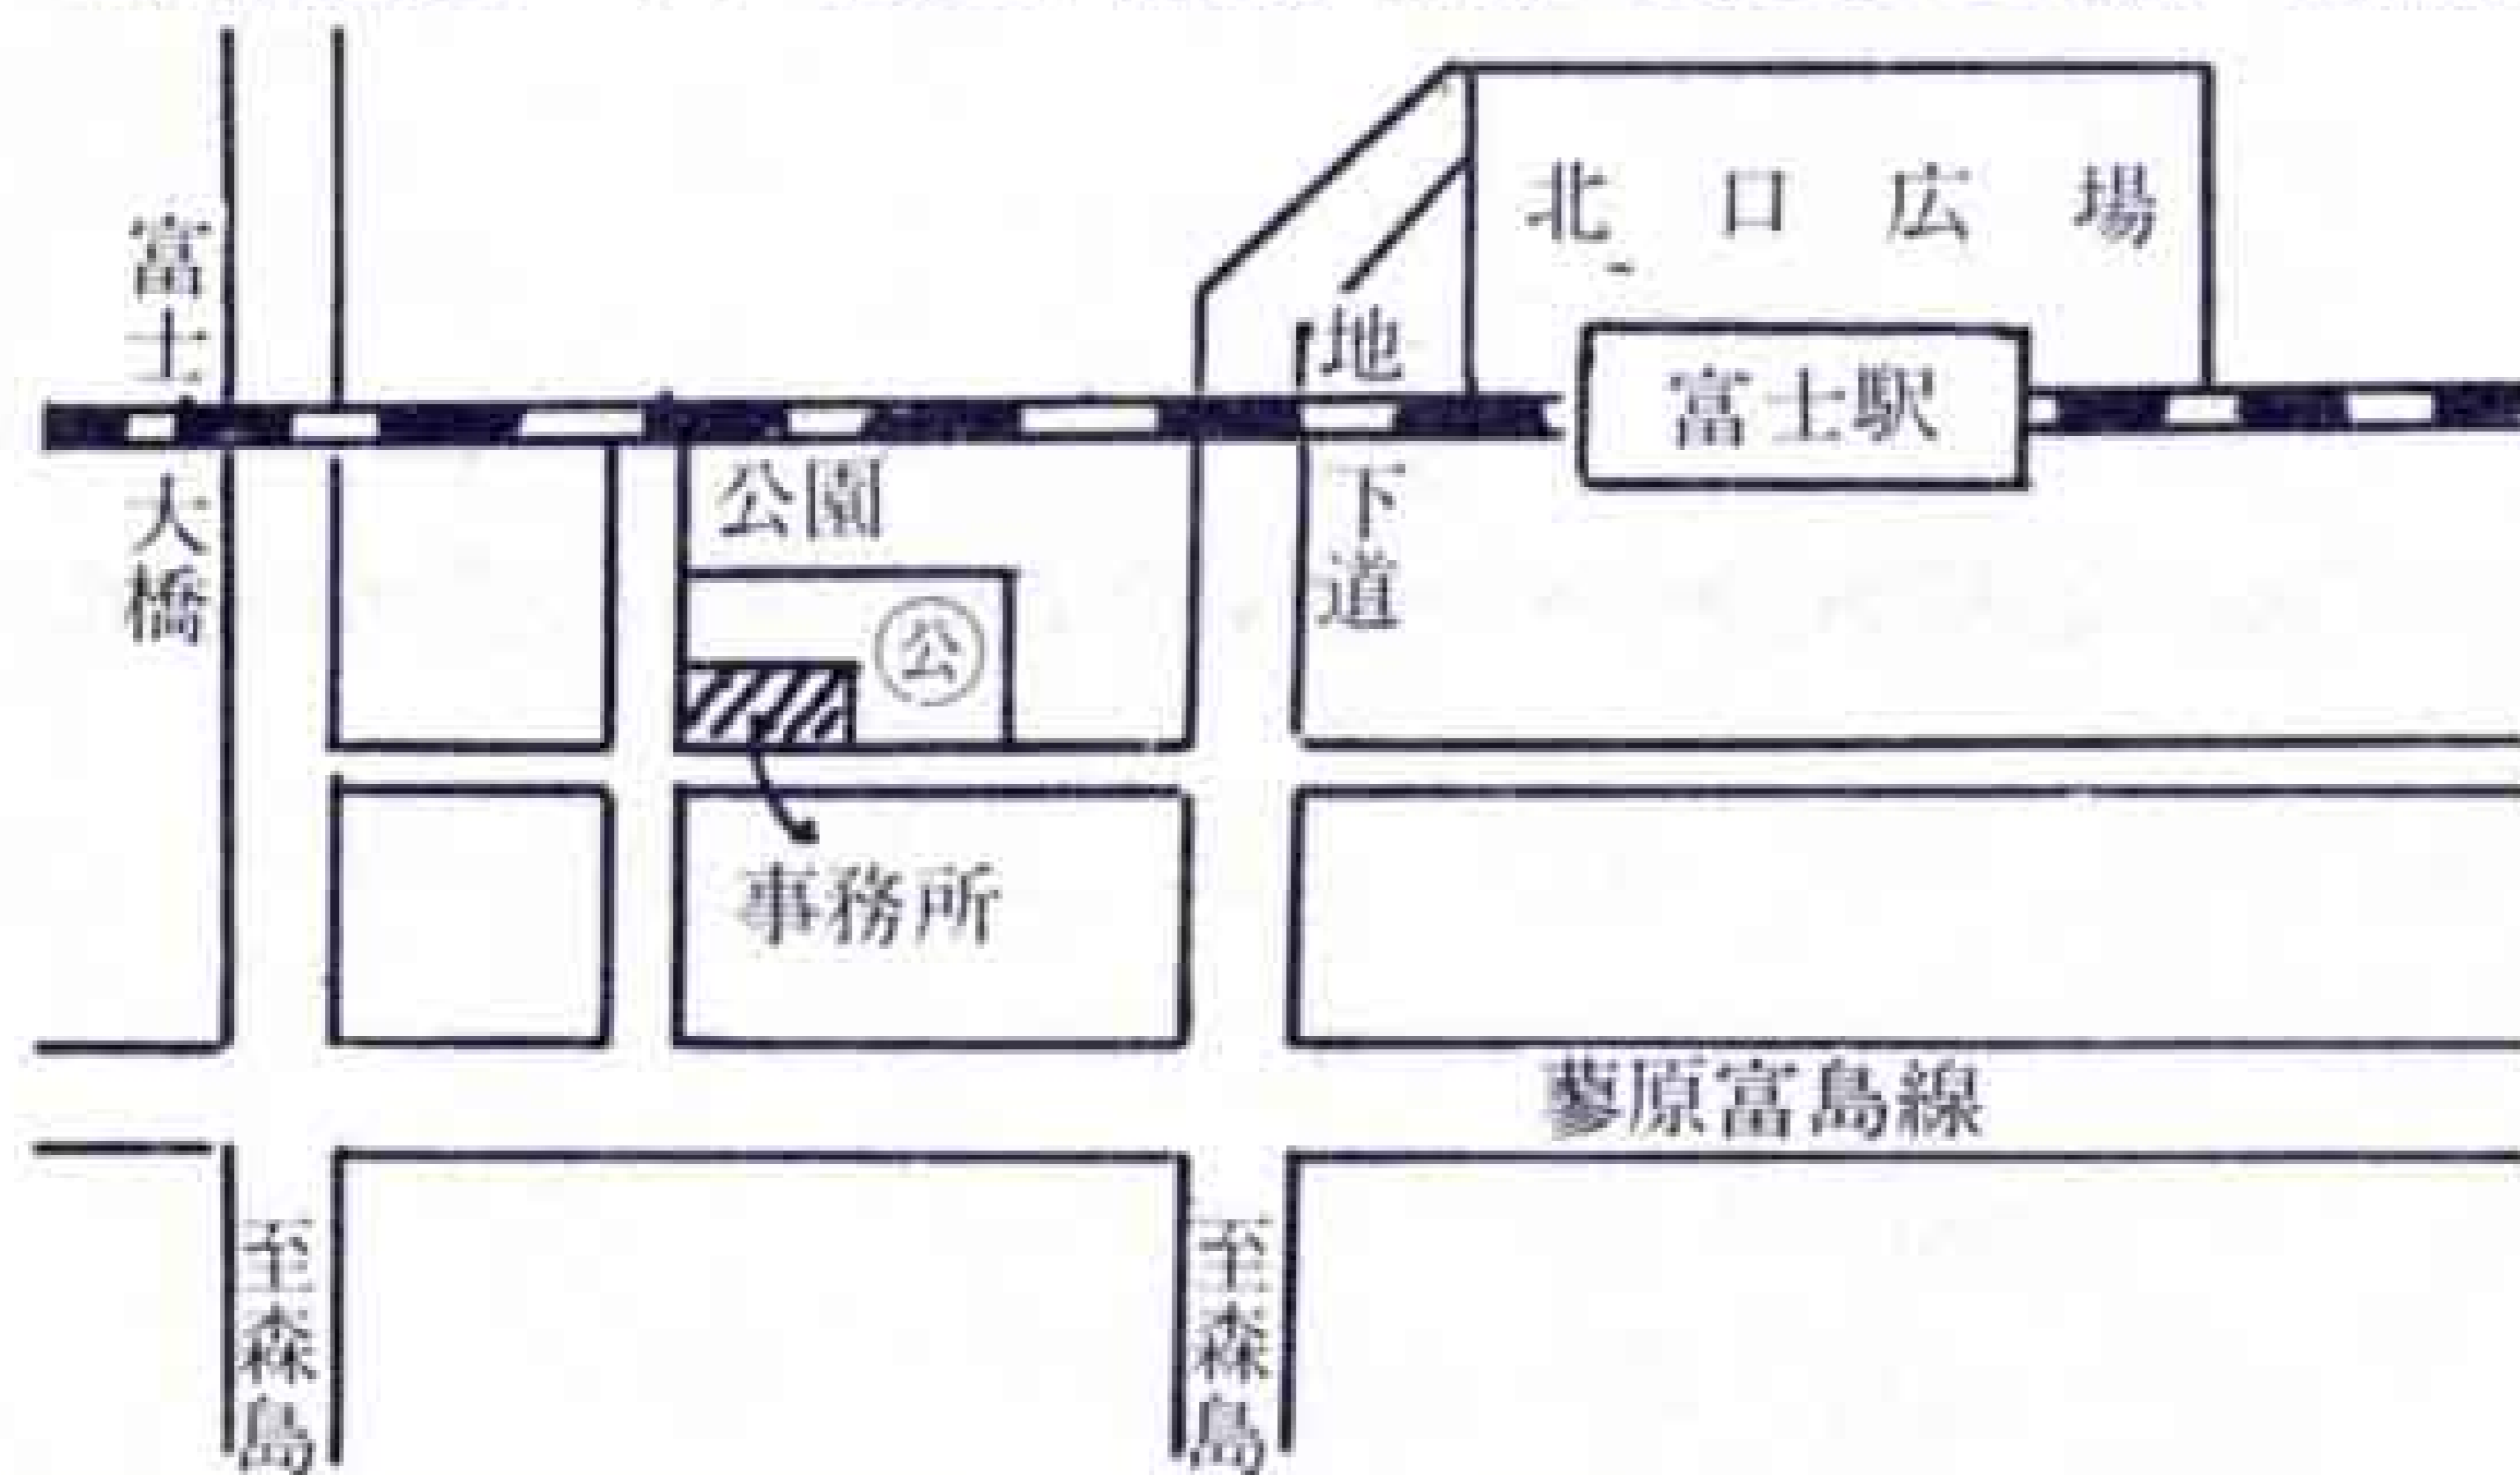 富士大橋
北口広場
富士駅
地下道
公園
公
事務所
蓼原富島線
至森島
至森島